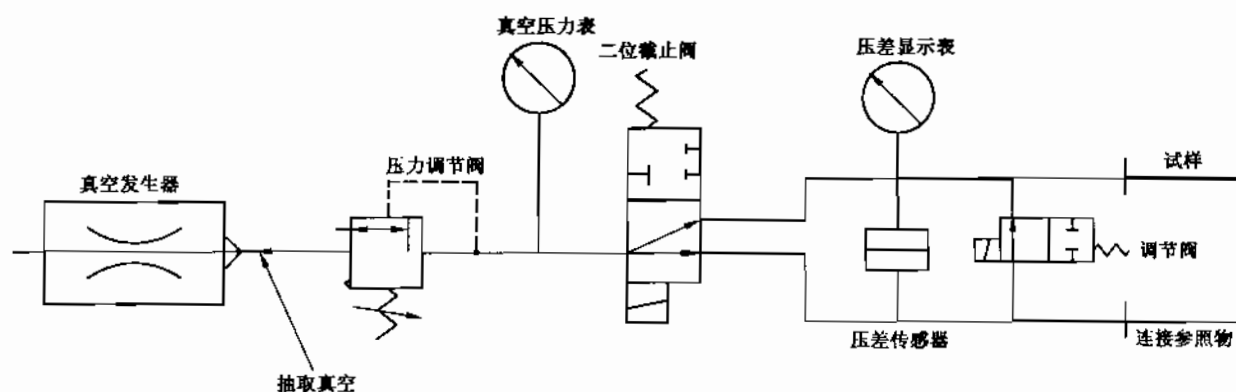 真空压力表
二位截止阀
压差显示表
压力调节阀
试样
真空发生器
调节阀
压差传感器
连接参照物
抽取真空